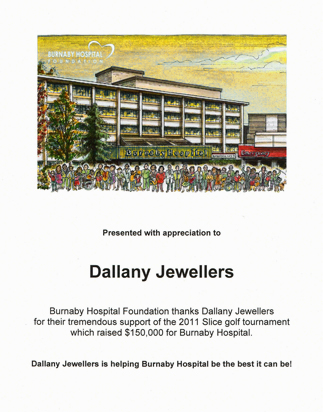 BURNABY HOSPITAL
FOUNDATION
Presented with appreciation to
Dallany Jewellers
Burnaby Hospital Foundation thanks Dallany Jewellers
for their tremendous support of the 2011 Slice golf tournament
which raised $150,000 for Burnaby Hospital.
Dallany Jewellers is helping Burnaby Hospital be the best it can be!